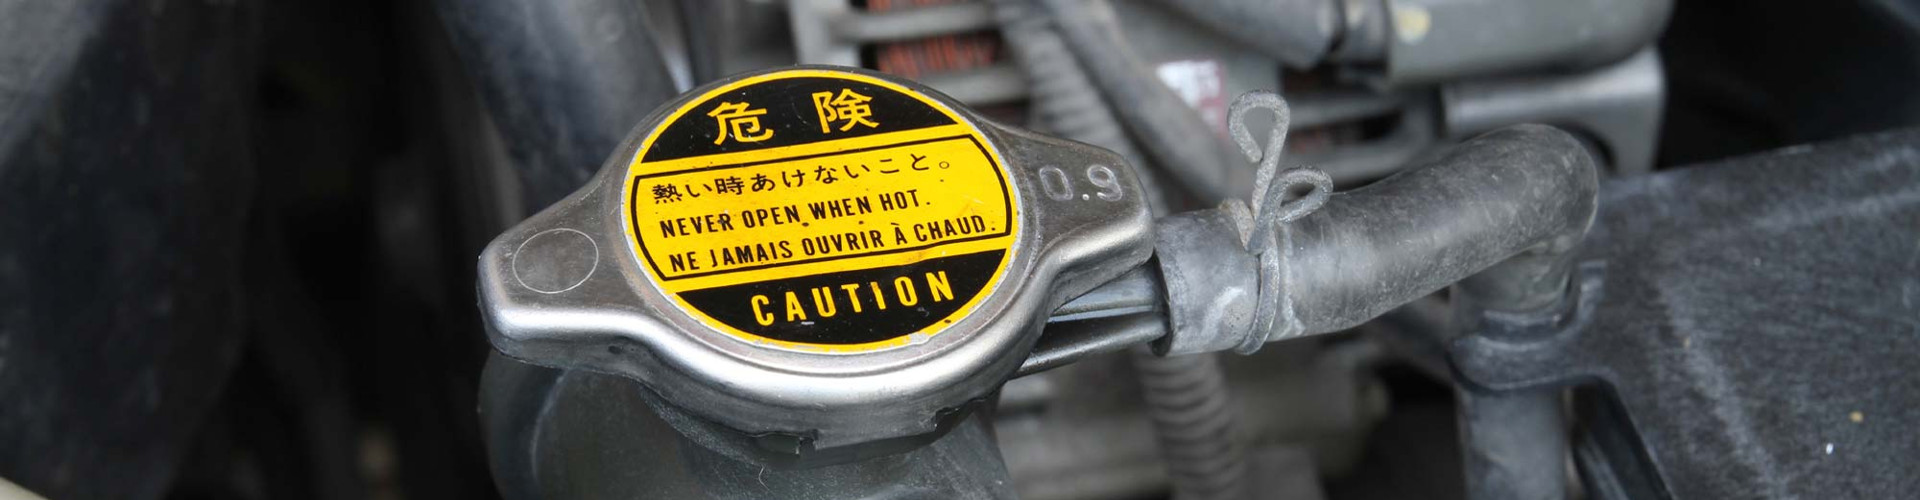 危険
熱い時あけないこと。
NEVER OPEN WHEN HOT.
NE JAMAIS OUVRIR À CHAUD.
CAUTION
0.9